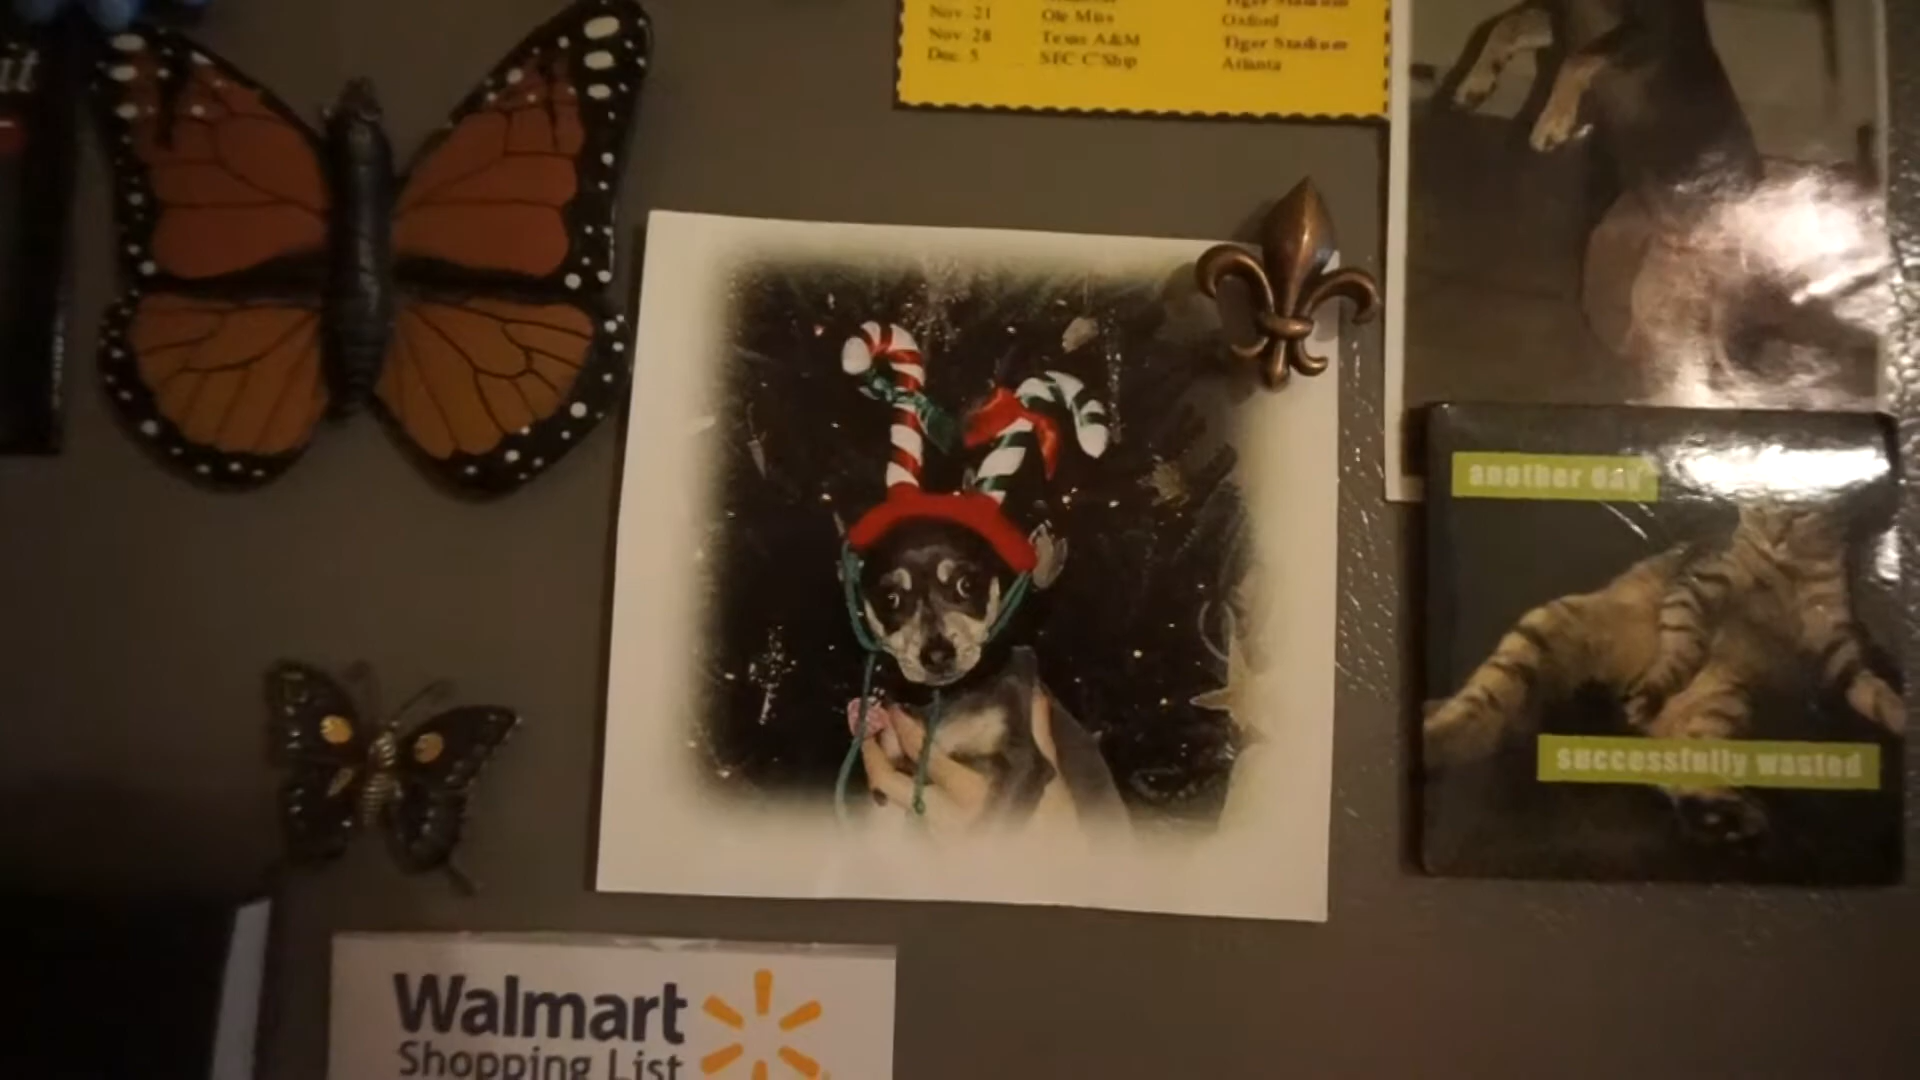 Nov. 21 Ole Miss Oxford
Nov. 28 Texas A&M Tiger Stadium
Dec. 5 SEC C'Ship Atlanta
another day
successfully wasted
Walmart
Shopping List